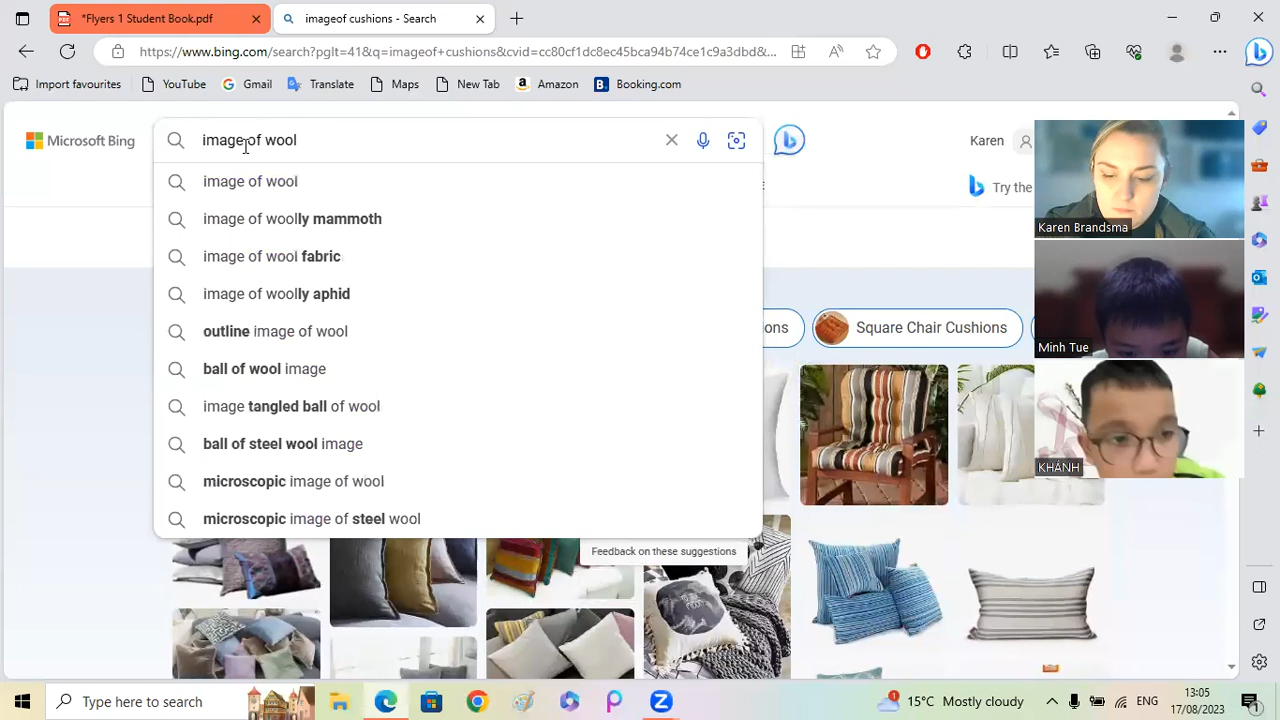 *Flyers 1 Student Book.pdf
imageof cushions - Search
https://www.bing.com/search?pglt=41&q=imageof+cushions&cvid=cc80cf1dc8ec45bca94b74ce1c9a3dbd&...
Import favourites
YouTube
Gmail
Translate
Maps
New Tab
Amazon
Booking.com
Microsoft Bing
image of wool
Karen
Try the
image of wool
image of woolly mammoth
image of wool fabric
image of woolly aphid
outline image of wool
ball of wool image
image tangled ball of wool
ball of steel wool image
microscopic image of wool
microscopic image of steel wool
Feedback on these suggestions
ons
Square Chair Cushions
Karen Brandsma
Minh Tue
KHÁNH
Type here to search
15°C Mostly cloudy
ENG
13:05
17/08/2023